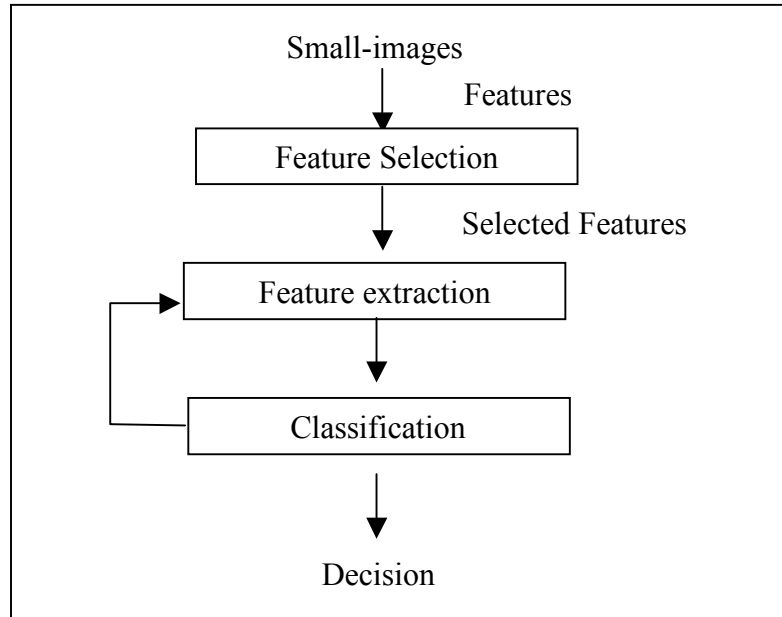 Small-images
Features
Feature Selection
Selected Features
Feature extraction
Classification
Decision